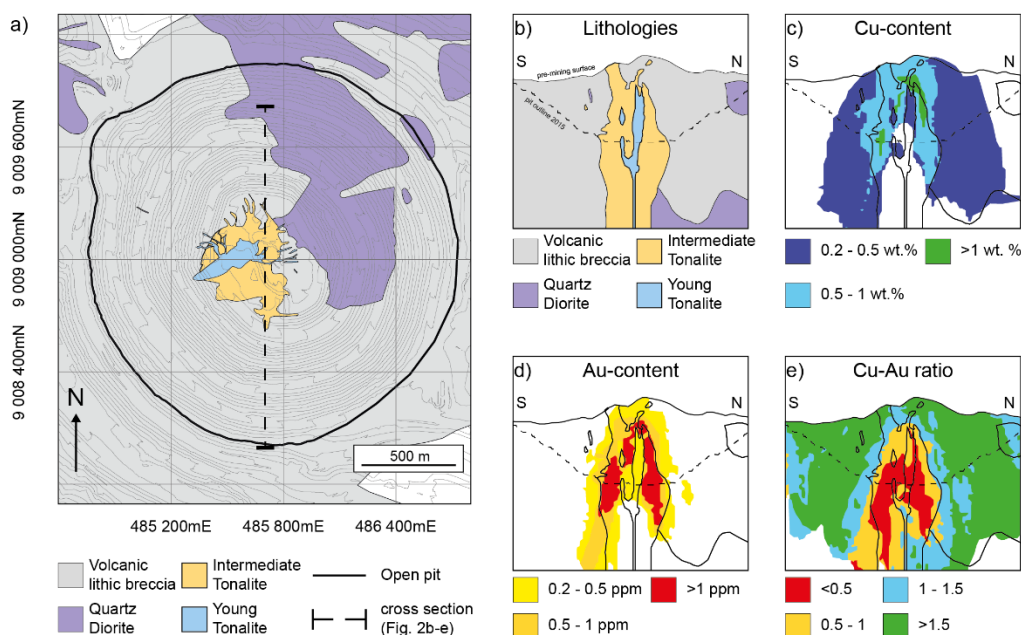 a)
9 009 600mN
9 009 000mN
9 008 400mN
N
500 m
485 200mE
485 800mE
486 400mE
Volcanic
lithic breccia
Intermediate
Tonalite
Open pit
Quartz
Diorite
Young
Tonalite
cross section
(Fig. 2b-e)
b)
Lithologies
S
N
pre-mining surface
pit outline 2015
Volcanic
lithic breccia
Intermediate
Tonalite
Quartz
Diorite
Young
Tonalite
c)
Cu-content
S
N
0.2 - 0.5 wt.%
>1 wt. %
0.5 - 1 wt.%
d)
Au-content
S
N
0.2 - 0.5 ppm
>1 ppm
0.5 - 1 ppm
e)
Cu-Au ratio
S
N
<0.5
1 - 1.5
0.5 - 1
>1.5